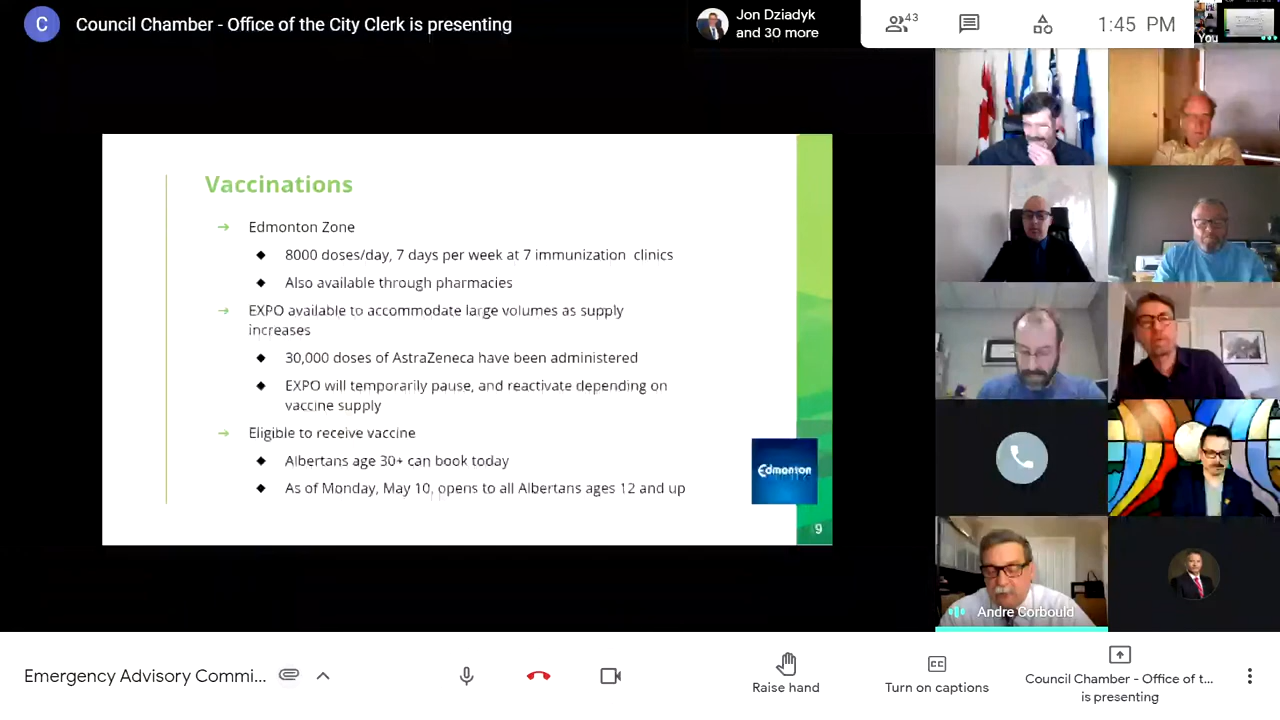 C Council Chamber - Office of the City Clerk is presenting
Jon Dziadyk
and 30 more
43
1:45 PM
You
Vaccinations
→ Edmonton Zone
◆ 8000 doses/day, 7 days per week at 7 immunization clinics
◆ Also available through pharmacies
→ EXPO available to accommodate large volumes as supply
increases
◆ 30,000 doses of AstraZeneca have been administered
◆ EXPO will temporarily pause, and reactivate depending on
vaccine supply
→ Eligible to receive vaccine
◆ Albertans age 30+ can book today
◆ As of Monday, May 10, opens to all Albertans ages 12 and up
Edmonton
9
Andre Corbould
Emergency Advisory Commi...
Raise hand
CC
Turn on captions
Council Chamber - Office of t...
is presenting